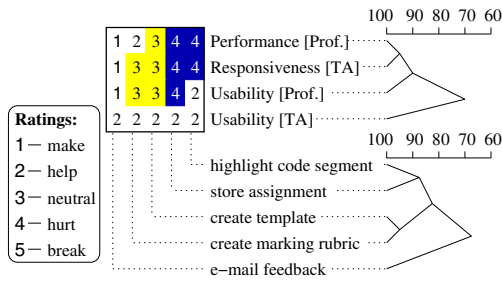 100 90 80 70 60
1 2 3 4 4 Performance [Prof.]
1 3 3 4 4 Responsiveness [TA]
1 3 3 4 2 Usability [Prof.]
2 2 2 2 2 Usability [TA]
100 90 80 70 60
Ratings:
1 — make
2 — help
3 — neutral
4 — hurt
5 — break
highlight code segment
store assignment
create template
create marking rubric
e−mail feedback